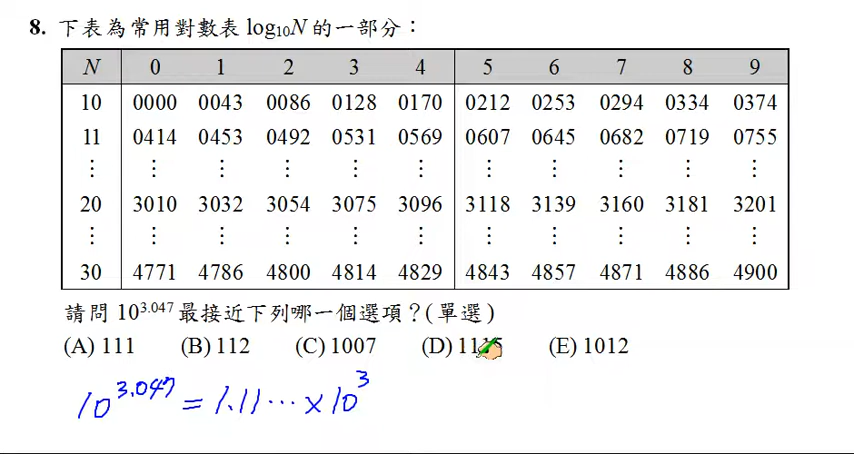 8. 下表為常用對數表 log₁₀N 的一部分：
N 0 1 2 3 4 5 6 7 8 9
10 0000 0043 0086 0128 0170 0212 0253 0294 0334 0374
11 0414 0453 0492 0531 0569 0607 0645 0682 0719 0755
⋮ ⋮ ⋮ ⋮ ⋮ ⋮ ⋮ ⋮ ⋮ ⋮ ⋮
20 3010 3032 3054 3075 3096 3118 3139 3160 3181 3201
⋮ ⋮ ⋮ ⋮ ⋮ ⋮ ⋮ ⋮ ⋮ ⋮ ⋮
30 4771 4786 4800 4814 4829 4843 4857 4871 4886 4900
請問 10³·⁰⁴⁷ 最接近下列哪一個選項？(單選)
(A) 111 (B) 112 (C) 1007 (D) (E) 1012
10³·⁰⁴⁷ = 1.11⋯ × 10³